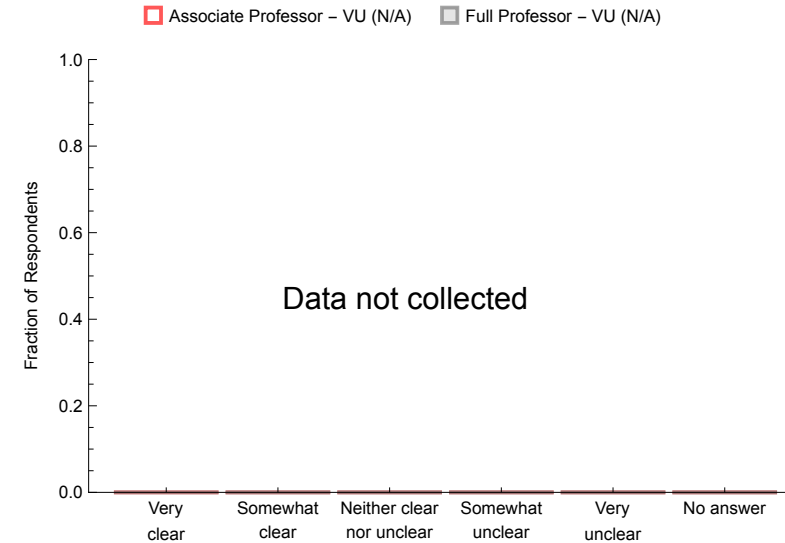 Associate Professor – VU (N/A) Full Professor – VU (N/A)
1.0
0.8
0.6
0.4
0.2
0.0
Fraction of Respondents
Data not collected
Very clear
Somewhat clear
Neither clear nor unclear
Somewhat unclear
Very unclear
No answer